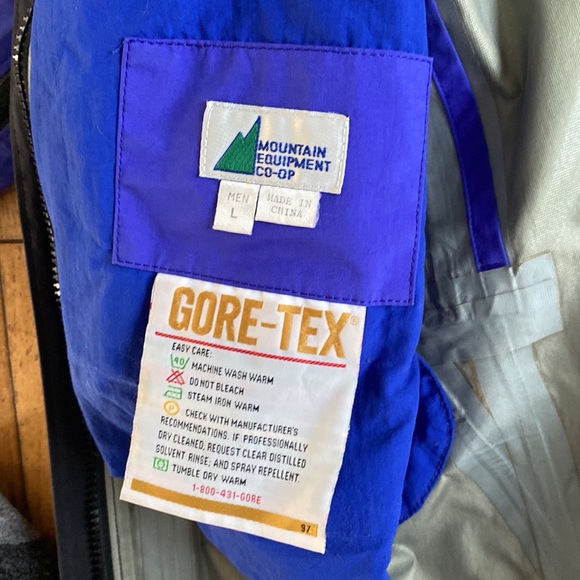 MOUNTAIN
EQUIPMENT
CO-OP
MEN
L
MADE IN
CHINA
GORE-TEX®
EASY CARE:
40 MACHINE WASH WARM
DO NOT BLEACH
STEAM IRON WARM
P CHECK WITH MANUFACTURER'S
RECOMMENDATIONS. IF PROFESSIONALLY
DRY CLEANED, REQUEST CLEAR DISTILLED
SOLVENT RINSE; AND SPRAY REPELLENT.
TUMBLE DRY WARM
1-800-431-GORE
97